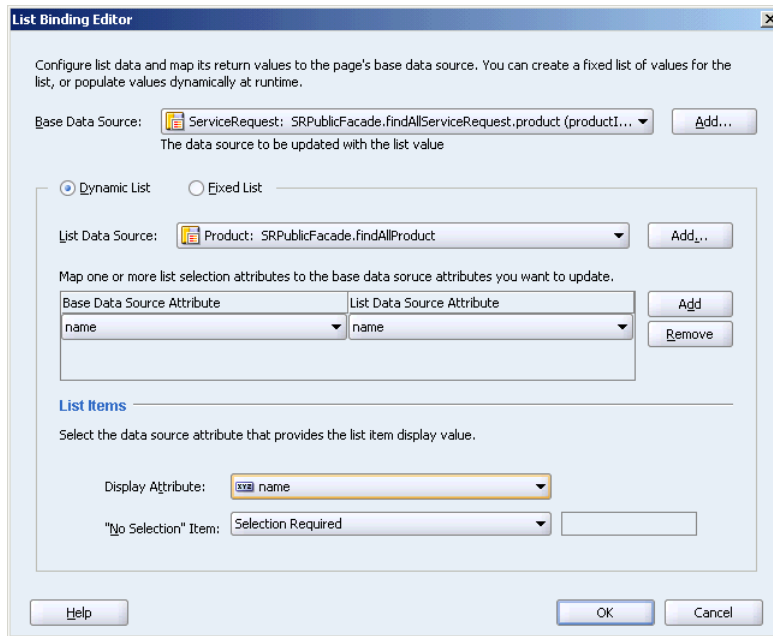 List Binding Editor
Configure list data and map its return values to the page's base data source. You can create a fixed list of values for the
list, or populate values dynamically at runtime.
Base Data Source: ServiceRequest: SRPublicFacade.findAllServiceRequest.product (productI... Add...
The data source to be updated with the list value
Dynamic List Fixed List
List Data Source: Product: SRPublicFacade.findAllProduct Add...
Map one or more list selection attributes to the base data soruce attributes you want to update.
Base Data Source Attribute List Data Source Attribute Add
name name Remove
List Items
Select the data source attribute that provides the list item display value.
Display Attribute: XYZ name
"No Selection" Item: Selection Required
Help OK Cancel